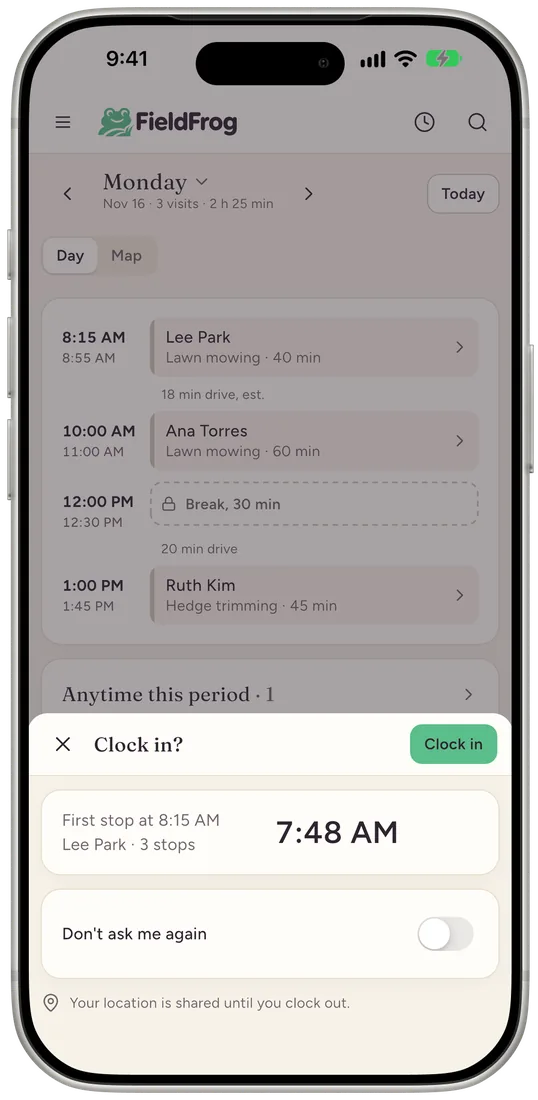 9:41
FieldFrog
Monday
Nov 16 · 3 visits · 2 h 25 min
Today
Day
Map
8:15 AM
8:55 AM
Lee Park
Lawn mowing · 40 min
18 min drive, est.
10:00 AM
11:00 AM
Ana Torres
Lawn mowing · 60 min
12:00 PM
12:30 PM
Break, 30 min
20 min drive
1:00 PM
1:45 PM
Ruth Kim
Hedge trimming · 45 min
Anytime this period · 1
Clock in?
Clock in
First stop at 8:15 AM
Lee Park · 3 stops
7:48 AM
Don't ask me again
Your location is shared until you clock out.